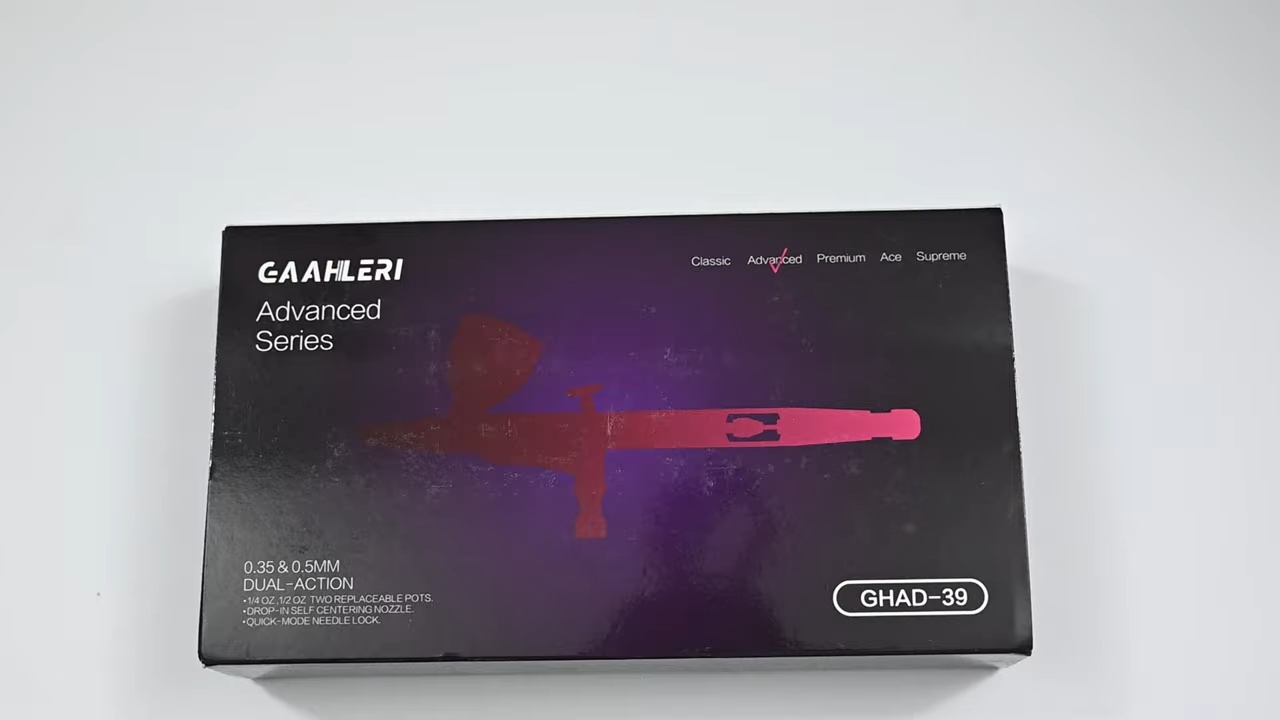 GAAHLERI
Advanced
Series
Classic Advanced Premium Ace Supreme
0.35 & 0.5MM
DUAL-ACTION
•1/4 OZ ,1/2 OZ TWO REPLACEABLE POTS.
•DROP-IN SELF CENTERING NOZZLE.
•QUICK-MODE NEEDLE LOCK.
GHAD-39